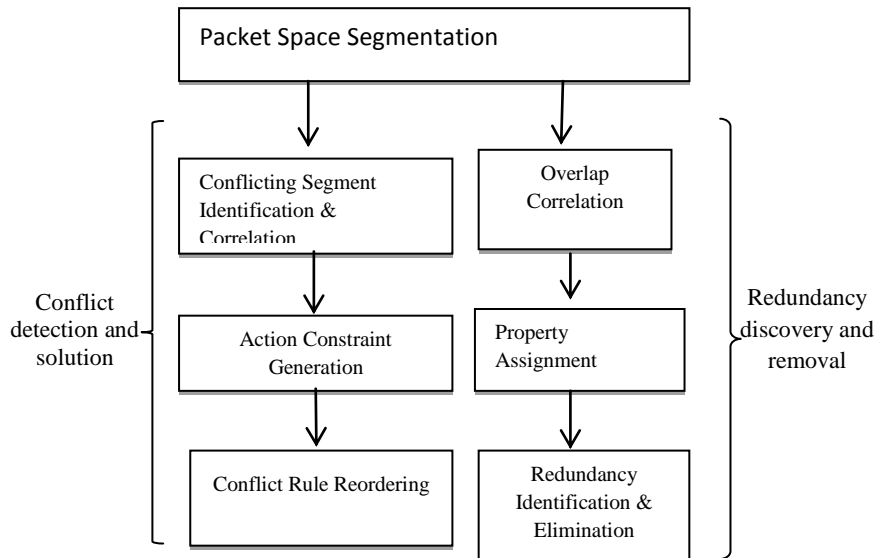 Packet Space Segmentation
Conflicting Segment
Identification &
Correlation
Overlap
Correlation
Conflict
detection and
solution
Action Constraint
Generation
Property
Assignment
Redundancy
discovery and
removal
Conflict Rule Reordering
Redundancy
Identification &
Elimination